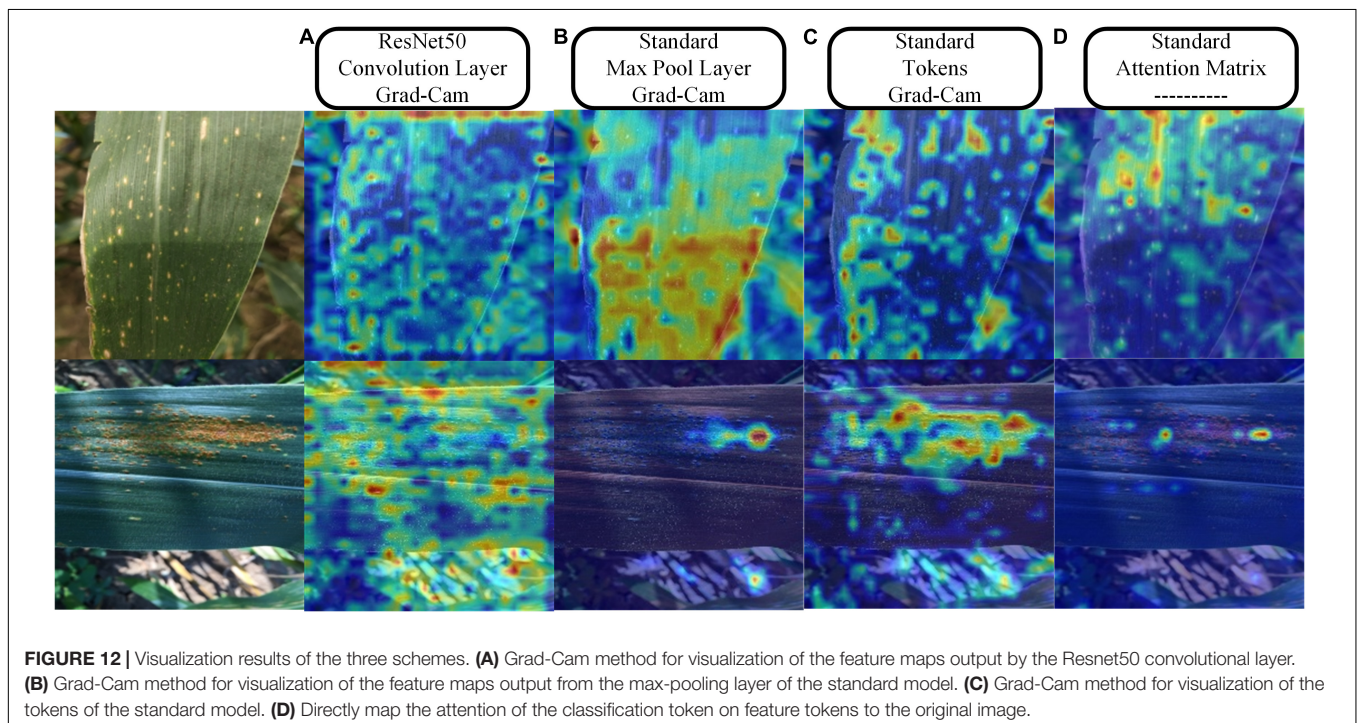 A
ResNet50
Convolution Layer
Grad-Cam
B
Standard
Max Pool Layer
Grad-Cam
C
Standard
Tokens
Grad-Cam
D
Standard
Attention Matrix
----------
FIGURE 12 | Visualization results of the three schemes. (A) Grad-Cam method for visualization of the feature maps output by the Resnet50 convolutional layer.
(B) Grad-Cam method for visualization of the feature maps output from the max-pooling layer of the standard model. (C) Grad-Cam method for visualization of the
tokens of the standard model. (D) Directly map the attention of the classification token on feature tokens to the original image.